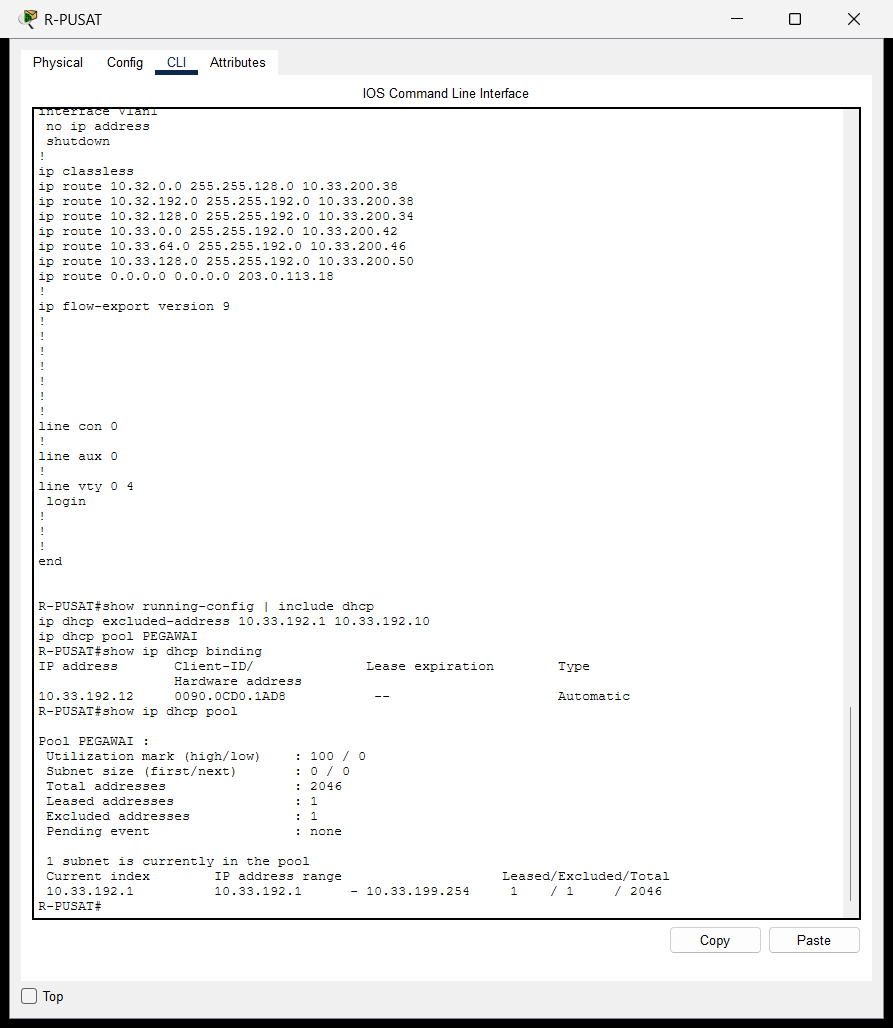 R-PUSAT
Physical Config CLI Attributes
IOS Command Line Interface
interface Vlan1
 no ip address
 shutdown
!
ip classless
ip route 10.32.0.0 255.255.128.0 10.33.200.38
ip route 10.32.192.0 255.255.192.0 10.33.200.38
ip route 10.32.128.0 255.255.192.0 10.33.200.34
ip route 10.33.0.0 255.255.192.0 10.33.200.42
ip route 10.33.64.0 255.255.192.0 10.33.200.46
ip route 10.33.128.0 255.255.192.0 10.33.200.50
ip route 0.0.0.0 0.0.0.0 203.0.113.18
!
ip flow-export version 9
!
!
!
!
!
!
!
line con 0
!
line aux 0
!
line vty 0 4
 login
!
!
!
end
R-PUSAT#show running-config | include dhcp
ip dhcp excluded-address 10.33.192.1 10.33.192.10
ip dhcp pool PEGAWAI
R-PUSAT#show ip dhcp binding
IP address Client-ID/ Lease expiration Type
Hardware address
10.33.192.12 0090.0CD0.1AD8 -- Automatic
R-PUSAT#show ip dhcp pool
Pool PEGAWAI :
 Utilization mark (high/low) : 100 / 0
 Subnet size (first/next) : 0 / 0
 Total addresses : 2046
 Leased addresses : 1
 Excluded addresses : 1
 Pending event : none
 1 subnet is currently in the pool
 Current index IP address range Leased/Excluded/Total
 10.33.192.1 10.33.192.1 - 10.33.199.254 1 / 1 / 2046
R-PUSAT#
Copy Paste
Top